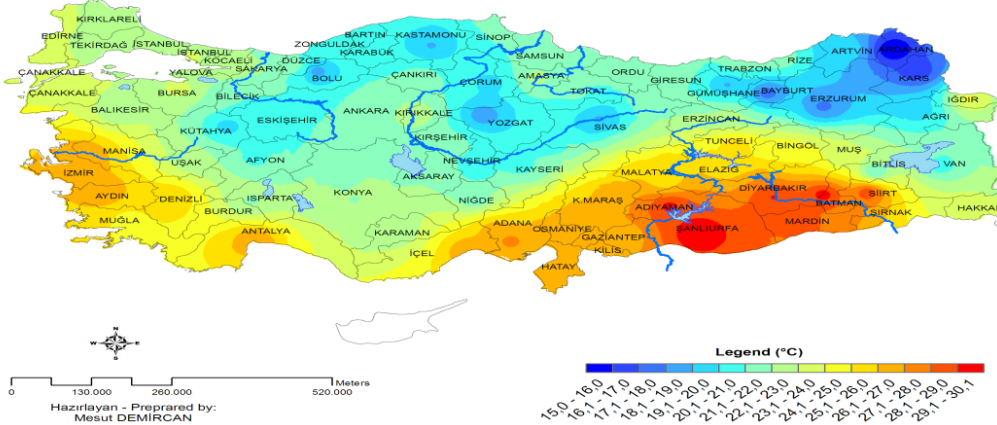 KIRKLARELİ
EDİRNE
TEKİRDAĞ
İSTANBUL
İSTANBUL
KOCAELİ
SAKARYA
DÜZCE
ZONGULDAK
BARTIN
KARABÜK
KASTAMONU
SİNOP
SAMSUN
ORDU
GİRESUN
TRABZON
RİZE
ARTVİN
ARDAHAN
KARS
ÇANAKKALE
ÇANAKKALE
YALOVA
BURSA
BİLECİK
BOLU
ÇANKIRI
ÇORUM
AMASYA
TOKAT
GÜMÜŞHANE
BAYBURT
ERZURUM
IĞDIR
AĞRI
BALIKESİR
KÜTAHYA
ESKİŞEHİR
ANKARA
KIRIKKALE
YOZGAT
SİVAS
ERZİNCAN
KIRŞEHİR
TUNCELİ
BİNGÖL
MUŞ
BİTLİS
VAN
MANİSA
UŞAK
AFYON
NEVŞEHİR
KAYSERİ
AKSARAY
MALATYA
ELAZIĞ
DİYARBAKIR
SİİRT
BATMAN
ŞIRNAK
HAKKA
İZMİR
AYDIN
DENİZLİ
ISPARTA
BURDUR
KONYA
NİĞDE
K.MARAŞ
ADIYAMAN
MARDİN
MUĞLA
ANTALYA
KARAMAN
İÇEL
ADANA
OSMANİYE
GAZİANTEP
KİLİS
ŞANLIURFA
HATAY
N
W E
S
0 130.000 260.000 520.000 Meters
Hazırlayan - Preprared by:
Mesut DEMİRCAN
Legend (°C)
15,0 - 16,0
16,1 - 17,0
17,1 - 18,0
18,1 - 19,0
19,1 - 20,0
20,1 - 21,0
21,1 - 22,0
22,1 - 23,0
23,1 - 24,0
24,1 - 25,0
25,1 - 26,0
26,1 - 27,0
27,1 - 28,0
28,1 - 29,0
29,1 - 30,1